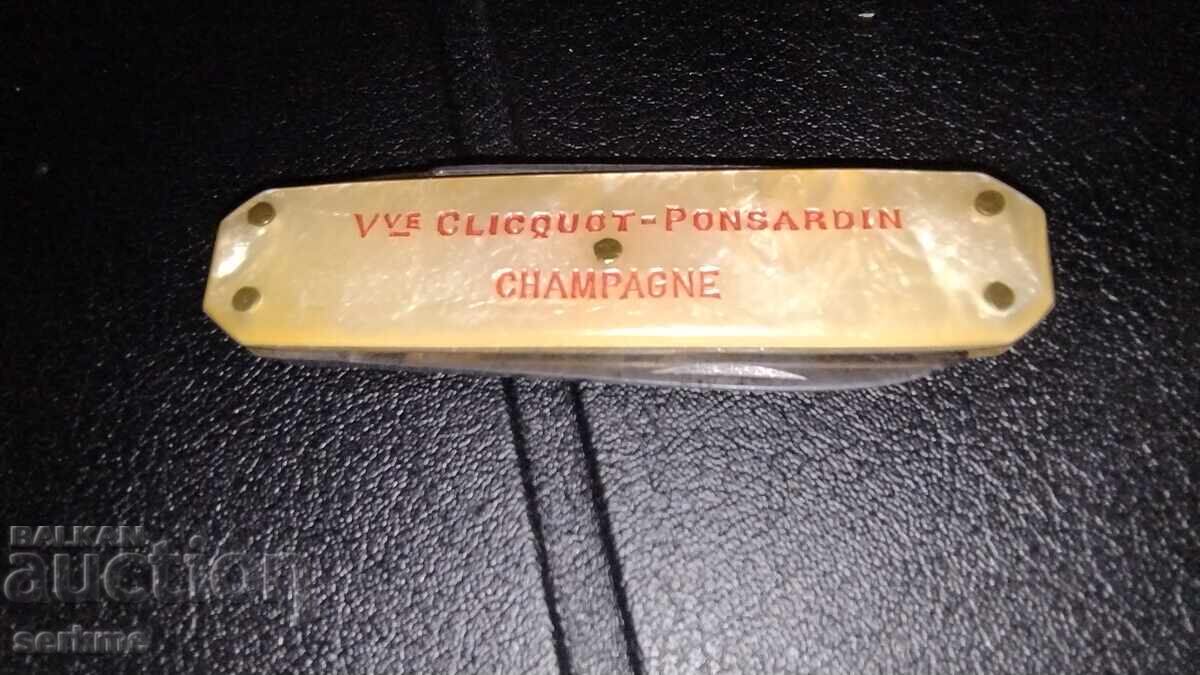 VVE CLICQUOT-PONSARDIN
CHAMPAGNE
BALKAN
auction
serkme